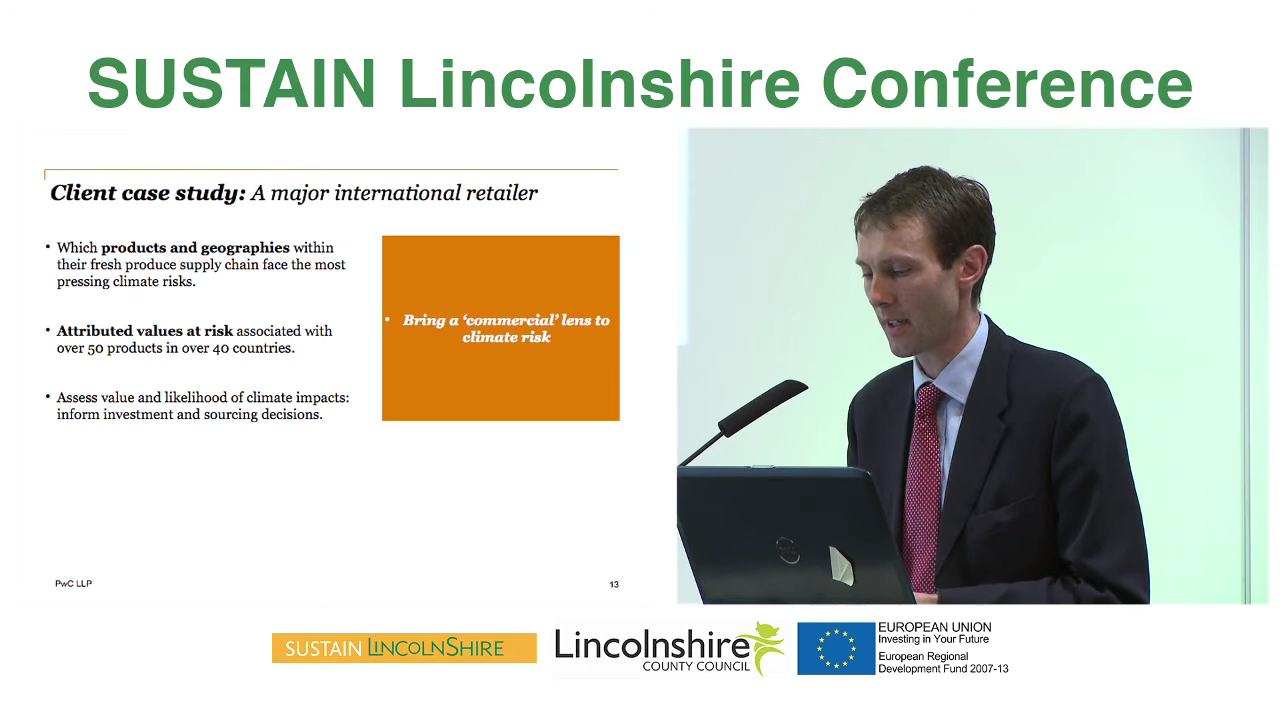 SUSTAIN Lincolnshire Conference
Client case study: A major international retailer
• Which products and geographies within
their fresh produce supply chain face the most
pressing climate risks.
• Attributed values at risk associated with
over 50 products in over 40 countries.
• Assess value and likelihood of climate impacts:
inform investment and sourcing decisions.
• Bring a ‘commercial’ lens to
climate risk
PwC LLP
13
SUSTAIN LINCOLNSHIRE
Lincolnshire
COUNTY COUNCIL
EUROPEAN UNION
Investing in Your Future
European Regional
Development Fund 2007-13